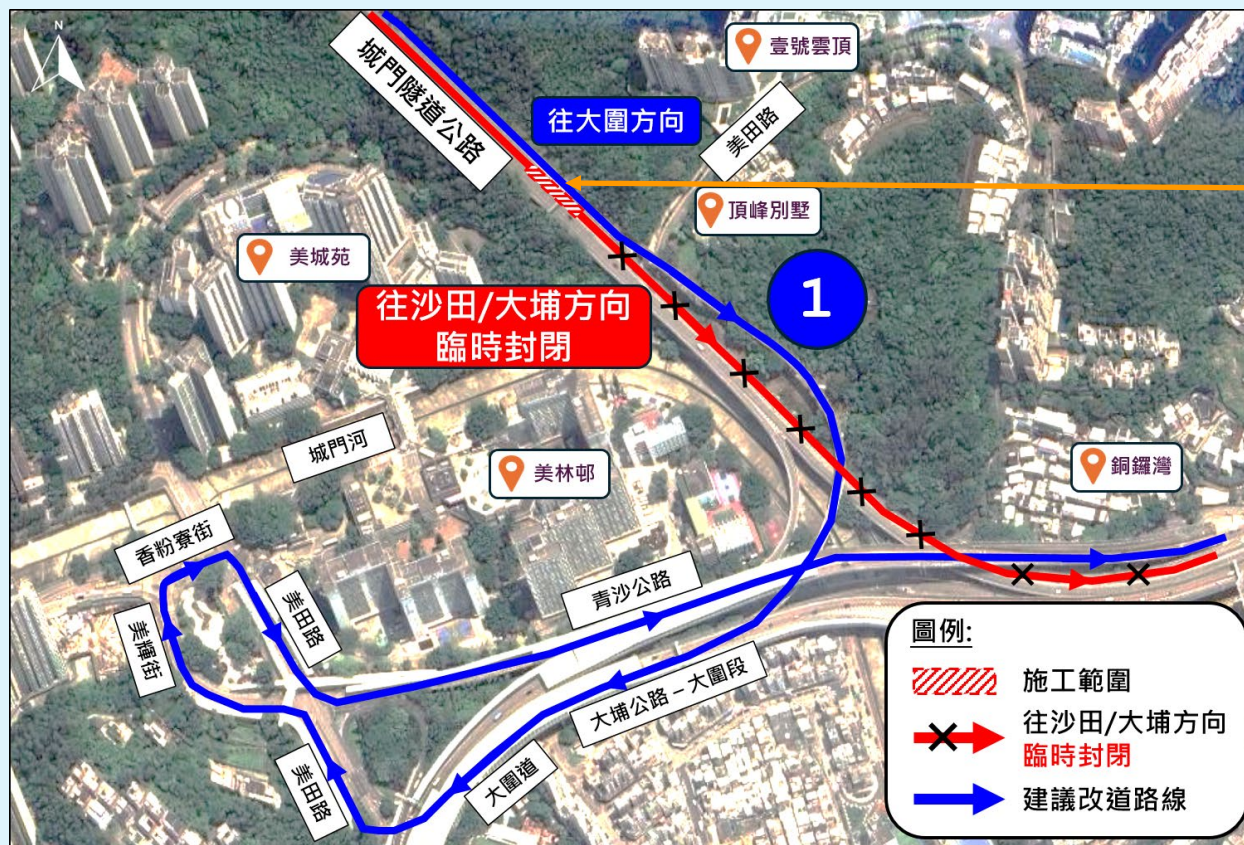 壹號雲頂
城門隧道公路
往大圍方向
美田路
頂峰別墅
美城苑
1
往沙田/大埔方向
臨時封閉
城門河
美林邨
銅鑼灣
香粉寮街
美田路
青沙公路
美輝街
大埔公路 – 大圍段
美田路
大圍道
圖例:
施工範圍
往沙田/大埔方向
臨時封閉
建議改道路線